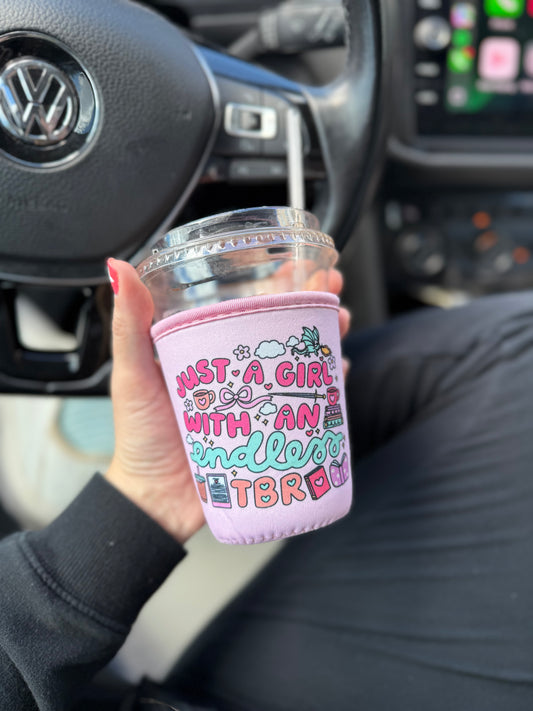 JUST A GIRL
WITH AN
endless
TBR